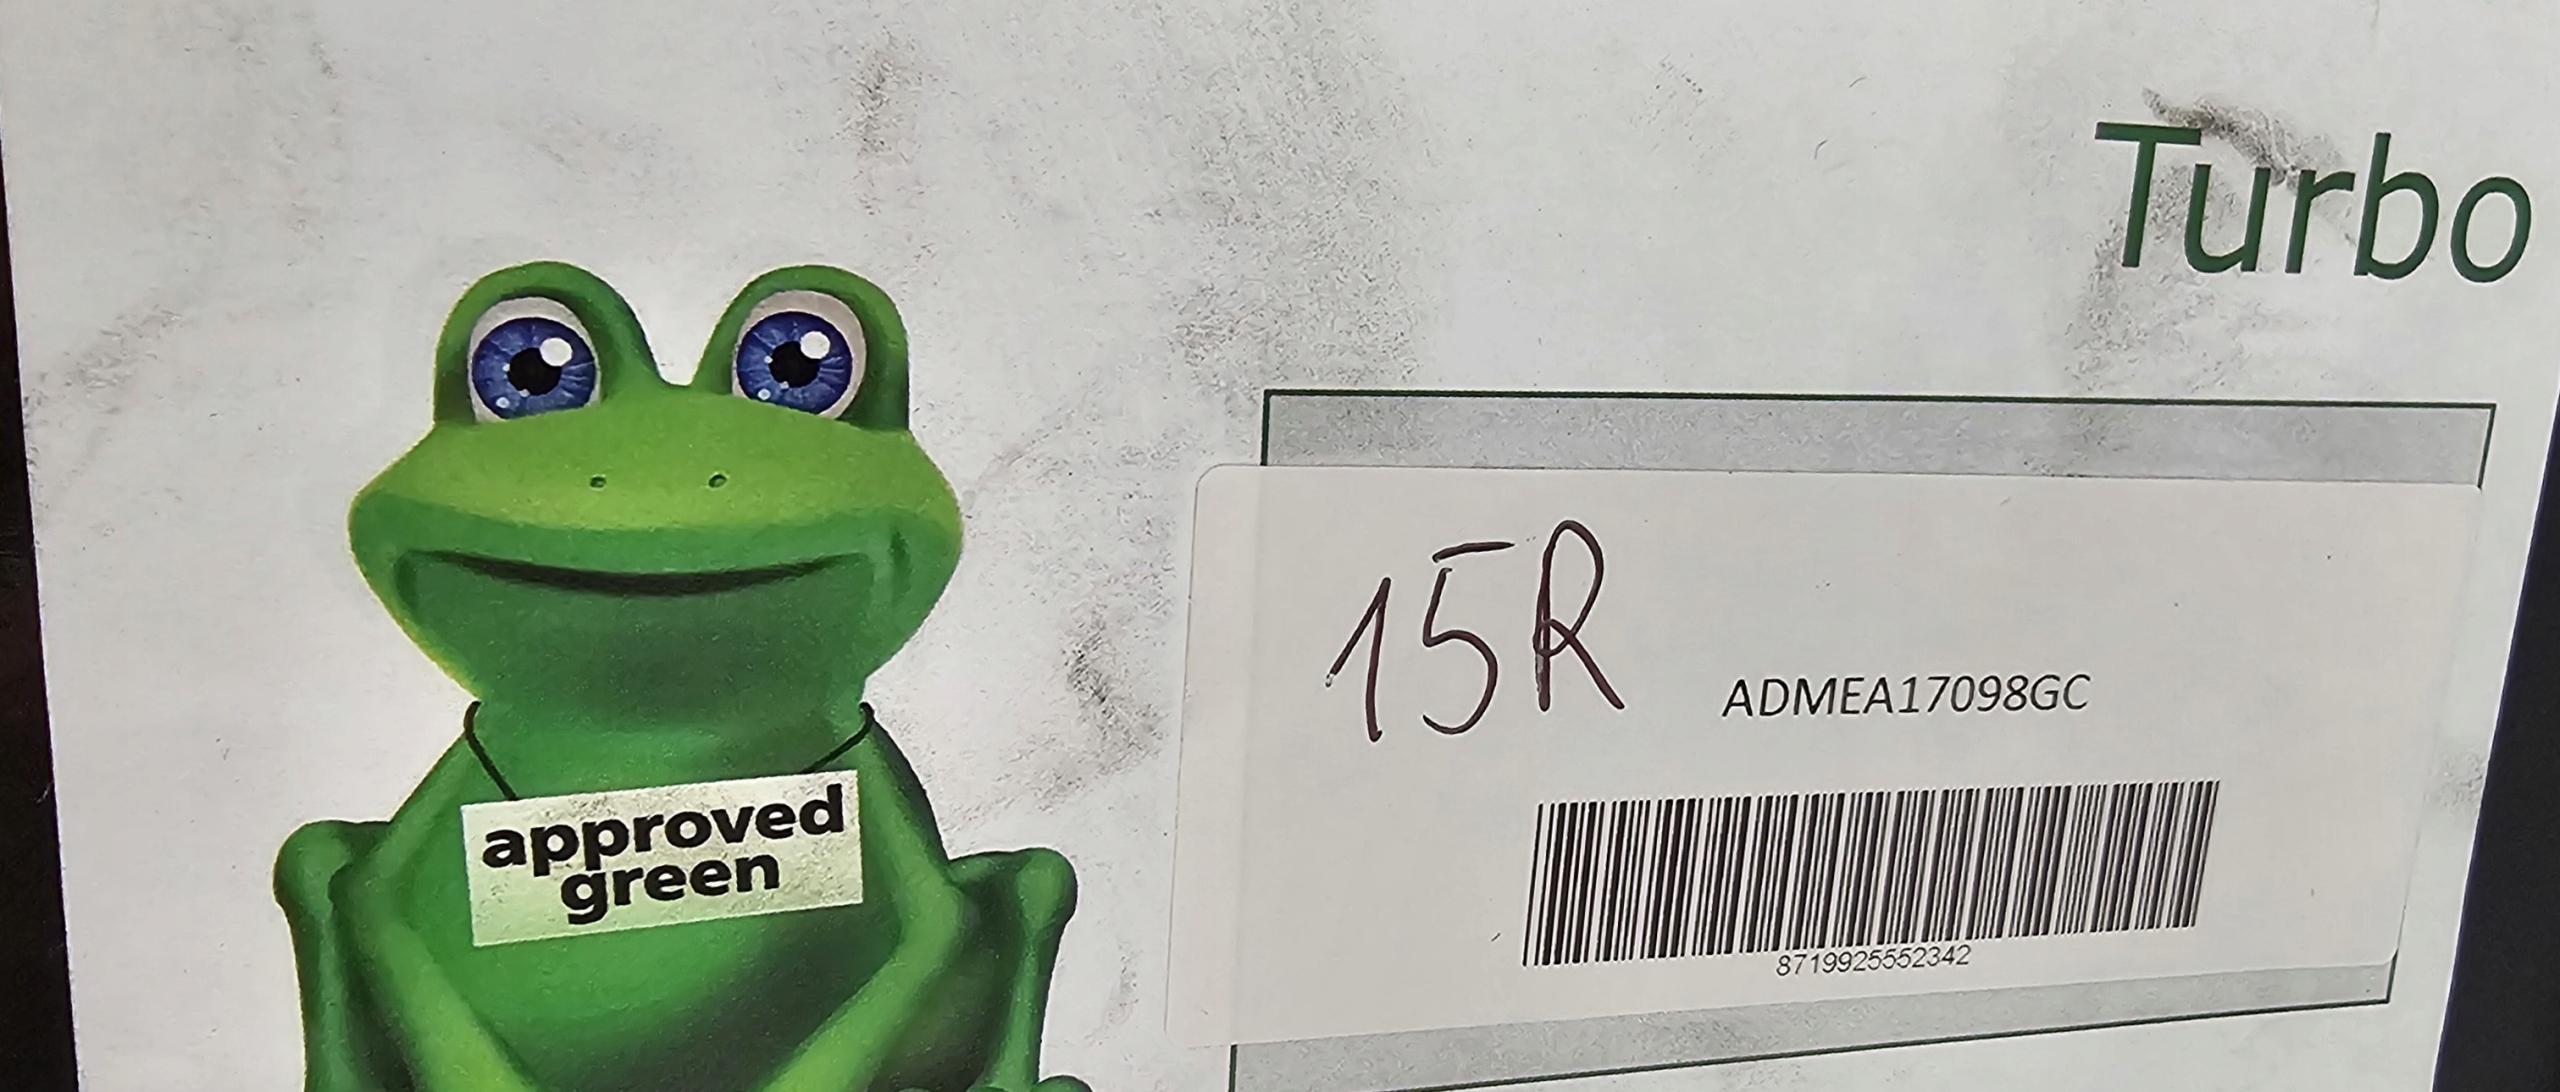 Turbo
15R
ADMEA17098GC
8719925552342
approved
green